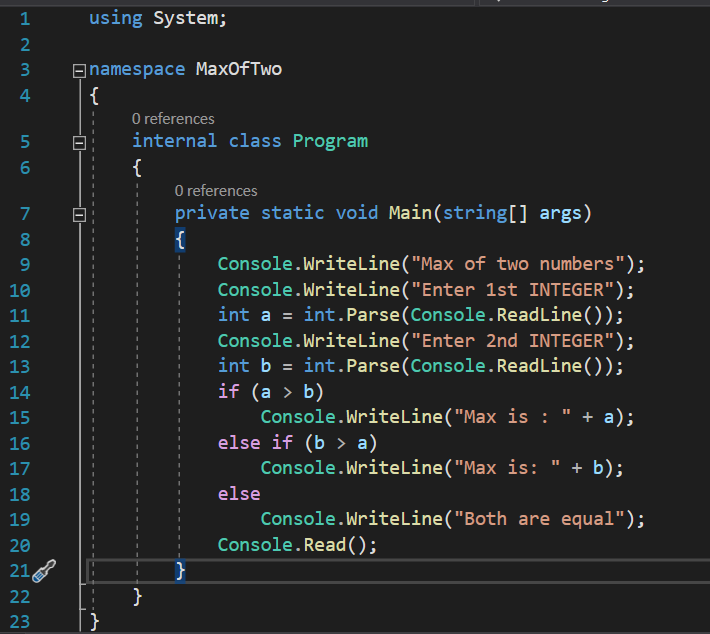 1 using System;
2
3 namespace MaxOfTwo
4 {
0 references
5 internal class Program
6 {
0 references
7 private static void Main(string[] args)
8 {
9 Console.WriteLine("Max of two numbers");
10 Console.WriteLine("Enter 1st INTEGER");
11 int a = int.Parse(Console.ReadLine());
12 Console.WriteLine("Enter 2nd INTEGER");
13 int b = int.Parse(Console.ReadLine());
14 if (a > b)
15 Console.WriteLine("Max is : " + a);
16 else if (b > a)
17 Console.WriteLine("Max is: " + b);
18 else
19 Console.WriteLine("Both are equal");
20 Console.Read();
21 }
22 }
23 }